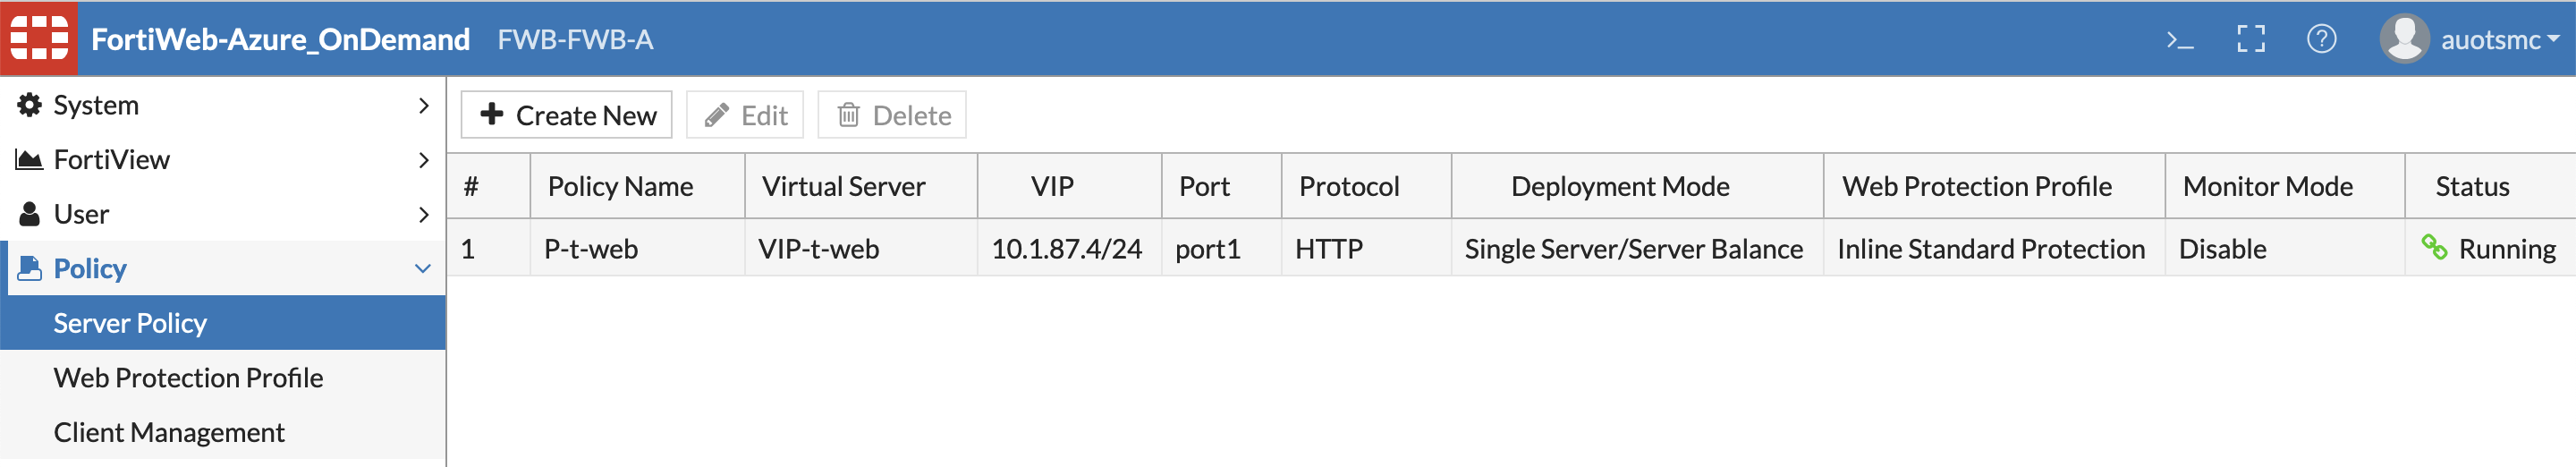 FortiWeb-Azure_OnDemand FWB-FWB-A auotsmc
System
FortiView
User
Policy
Server Policy
Web Protection Profile
Client Management
Create New Edit Delete
# Policy Name Virtual Server VIP Port Protocol Deployment Mode Web Protection Profile Monitor Mode Status
1 P-t-web VIP-t-web 10.1.87.4/24 port1 HTTP Single Server/Server Balance Inline Standard Protection Disable Running